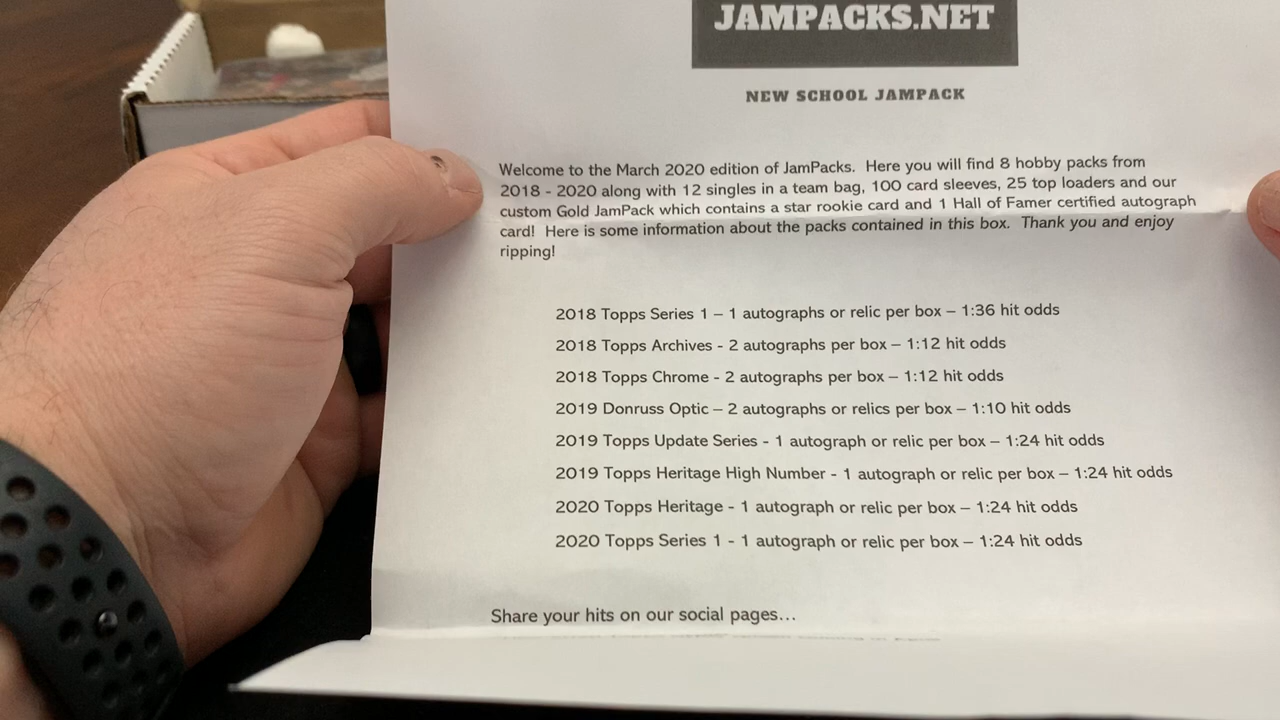 JAMPACKS.NET
NEW SCHOOL JAMPACK
Welcome to the March 2020 edition of JamPacks. Here you will find 8 hobby packs from
2018 - 2020 along with 12 singles in a team bag, 100 card sleeves, 25 top loaders and our
custom Gold JamPack which contains a star rookie card and 1 Hall of Famer certified autograph
card! Here is some information about the packs contained in this box. Thank you and enjoy
ripping!
2018 Topps Series 1 – 1 autographs or relic per box – 1:36 hit odds
2018 Topps Archives - 2 autographs per box – 1:12 hit odds
2018 Topps Chrome - 2 autographs per box – 1:12 hit odds
2019 Donruss Optic – 2 autographs or relics per box – 1:10 hit odds
2019 Topps Update Series - 1 autograph or relic per box – 1:24 hit odds
2019 Topps Heritage High Number - 1 autograph or relic per box – 1:24 hit odds
2020 Topps Heritage - 1 autograph or relic per box – 1:24 hit odds
2020 Topps Series 1 - 1 autograph or relic per box – 1:24 hit odds
Share your hits on our social pages...